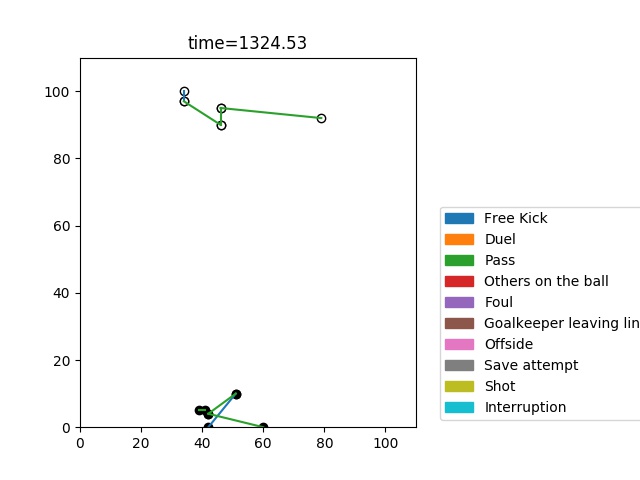 time=1324.53
100
80
60
40
20
0
0 20 40 60 80 100
Free Kick
Duel
Pass
Others on the ball
Foul
Goalkeeper leaving lin
Offside
Save attempt
Shot
Interruption